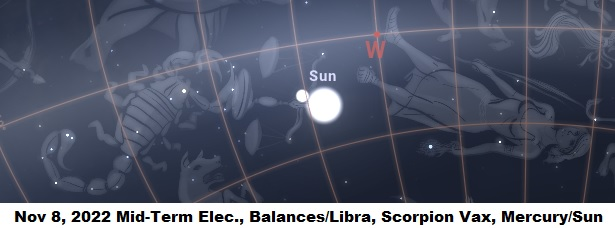 Sun
W
Nov 8, 2022 Mid-Term Elec., Balances/Libra, Scorpion Vax, Mercury/Sun